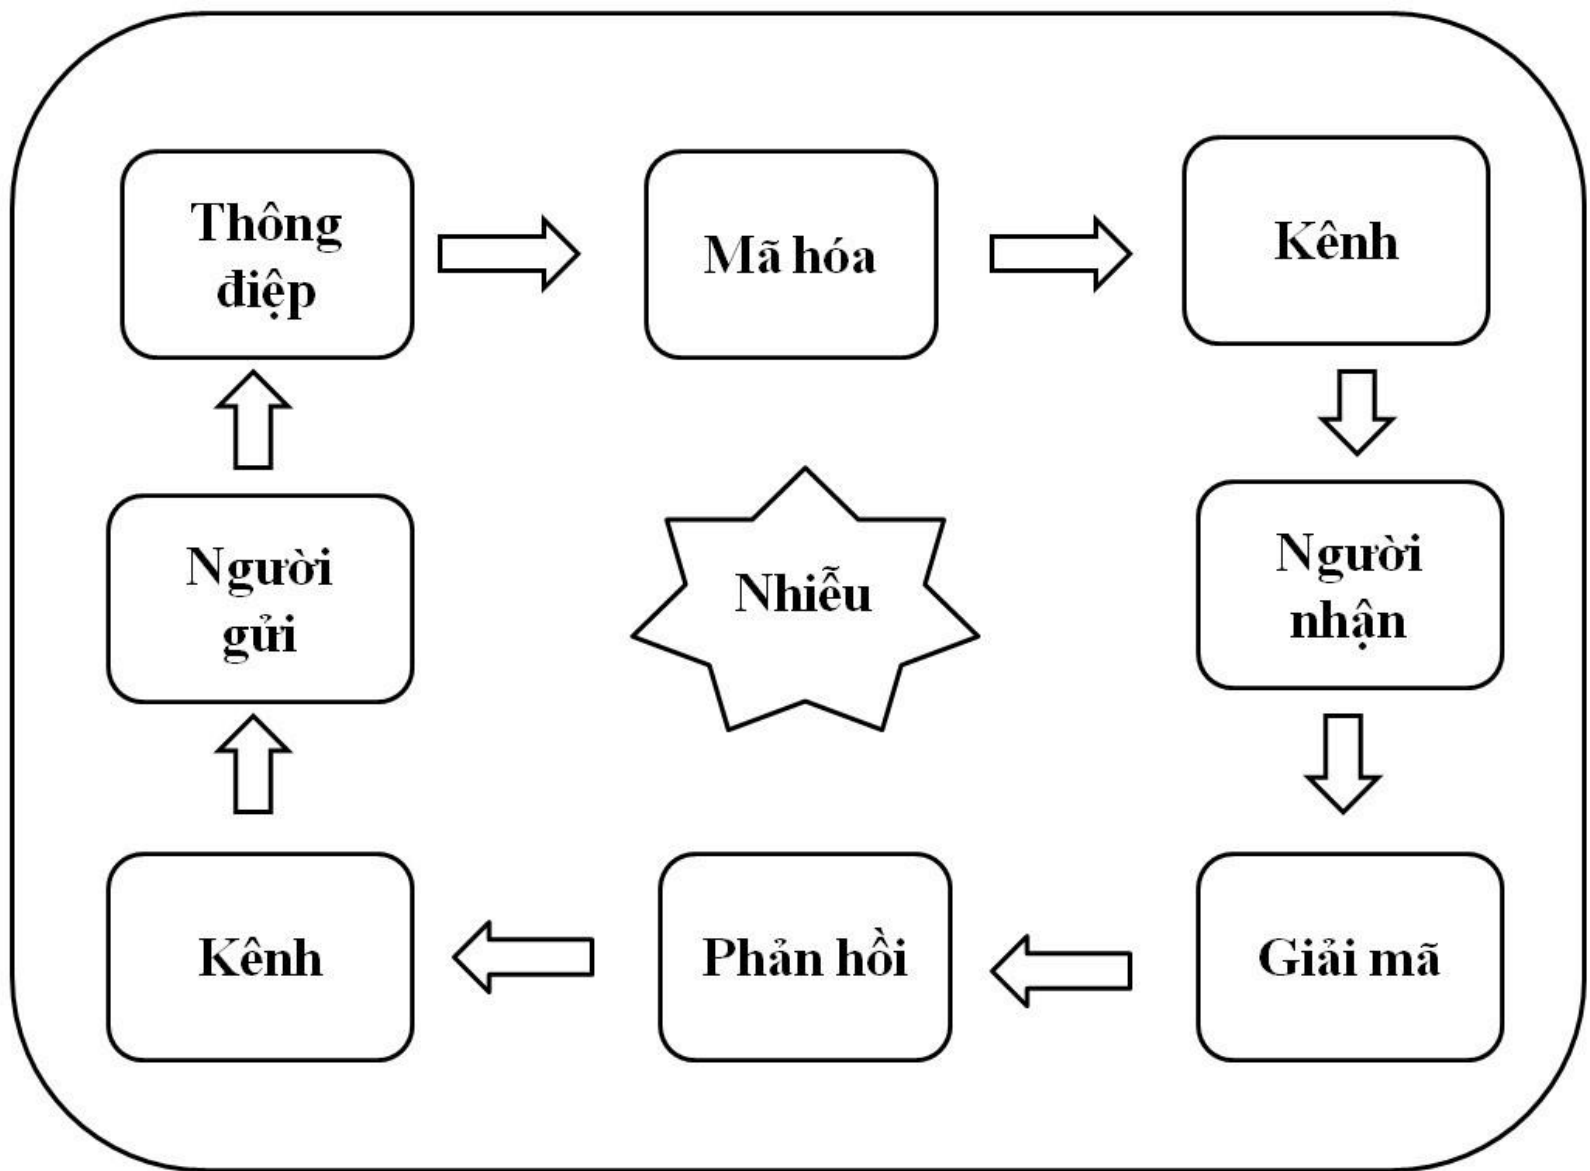 Thông
điệp
Mã hóa
Kênh
Người
gửi
Nhiễu
Người
nhận
Kênh
Phản hồi
Giải mã